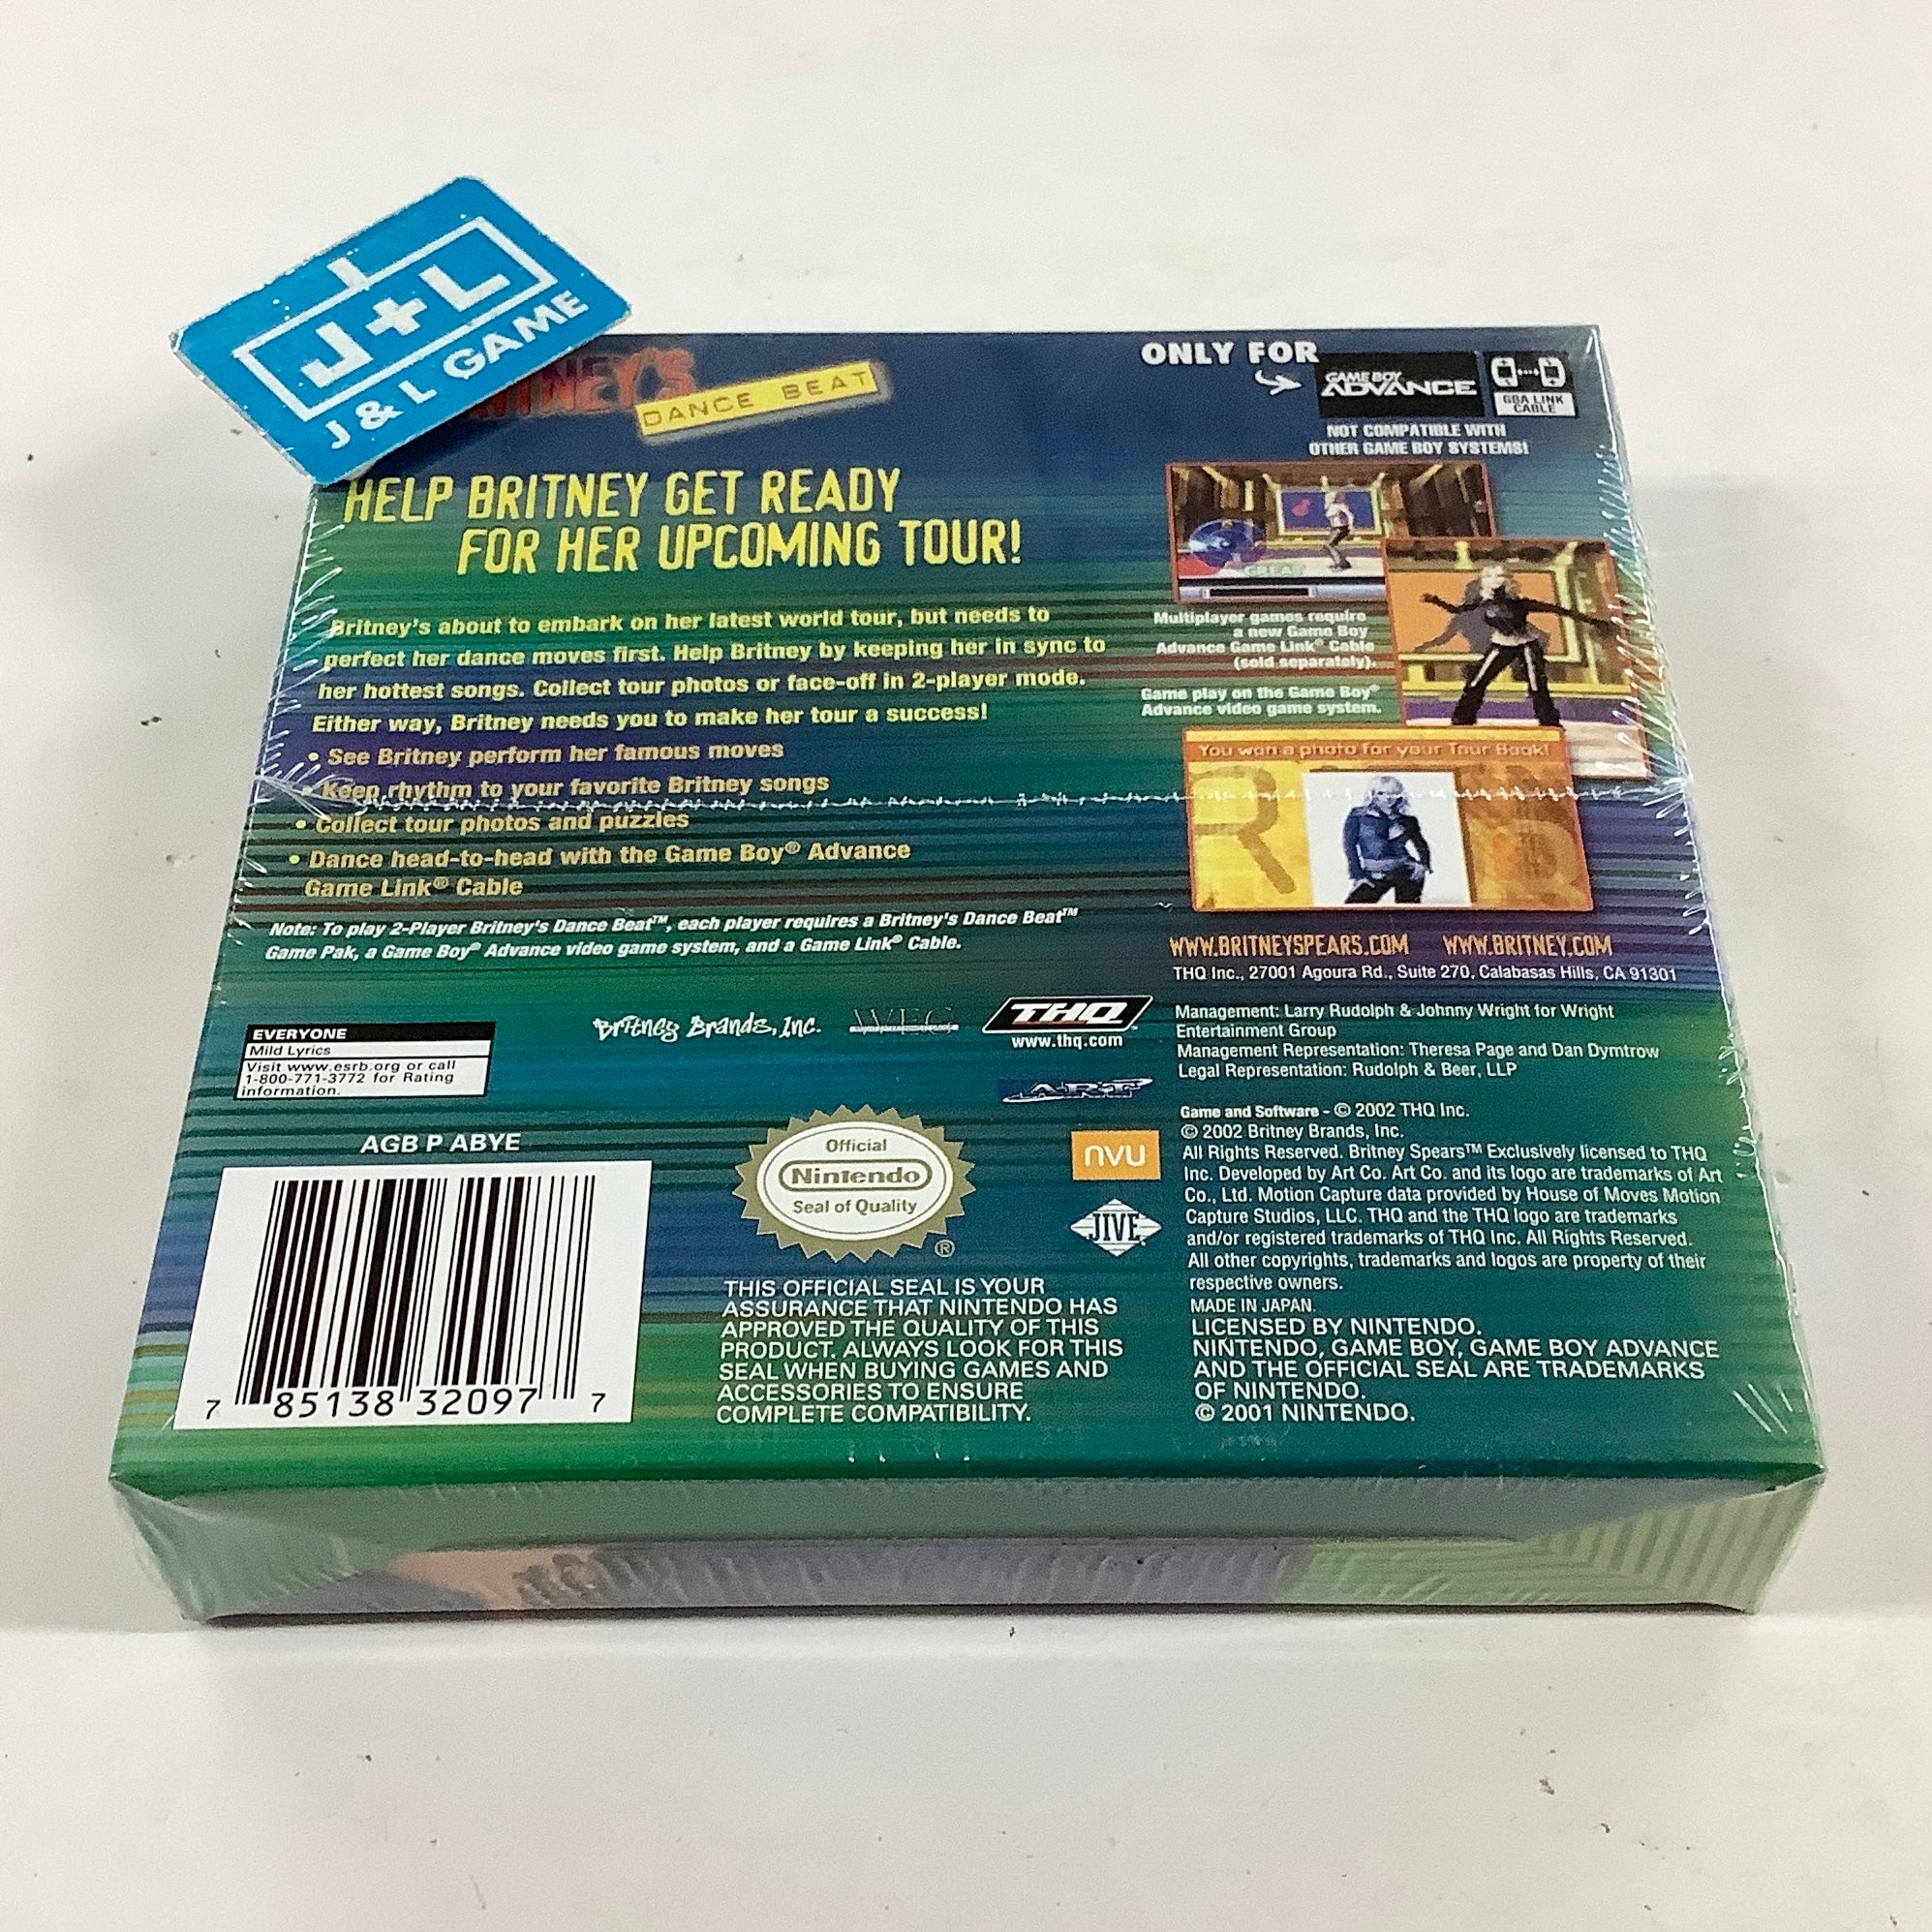 J+L
J & L GAME
DANCE BEAT
ONLY FOR
GAME BOY
ADVANCE
GBA LINK
CABLE
NOT COMPATIBLE WITH
OTHER GAME BOY SYSTEMS!
HELP BRITNEY GET READY
FOR HER UPCOMING TOUR!
Britney's about to embark on her latest world tour, but needs to
perfect her dance moves first. Help Britney by keeping her in sync to
her hottest songs. Collect tour photos or face-off in 2-player mode.
Either way, Britney needs you to make her tour a success!
• See Britney perform her famous moves
• Keep rhythm to your favorite Britney songs
• Collect tour photos and puzzles
• Dance head-to-head with the Game Boy® Advance
Game Link® Cable
Note: To play 2-Player Britney's Dance Beat™, each player requires a Britney's Dance Beat™
Game Pak, a Game Boy® Advance video game system, and a Game Link® Cable.
GREAT
Multiplayer games require
a new Game Boy
Advance Game Link® Cable
(sold separately).
Game play on the Game Boy®
Advance video game system.
You won a photo for your Tour Book!
WWW.BRITNEYSPEARS.COM WWW.BRITNEY.COM
THQ Inc., 27001 Agoura Rd., Suite 270, Calabasas Hills, CA 91301
EVERYONE
Mild Lyrics
Visit www.esrb.org or call
1-800-771-3772 for Rating
information.
Britney Brands, Inc.
WEG
THQ
www.thq.com
ART
Management: Larry Rudolph & Johnny Wright for Wright
Entertainment Group
Management Representation: Theresa Page and Dan Dymtrow
Legal Representation: Rudolph & Beer, LLP
AGB P ABYE
7 85138 32097 7
Official
Nintendo
Seal of Quality
®
THIS OFFICIAL SEAL IS YOUR
ASSURANCE THAT NINTENDO HAS
APPROVED THE QUALITY OF THIS
PRODUCT. ALWAYS LOOK FOR THIS
SEAL WHEN BUYING GAMES AND
ACCESSORIES TO ENSURE
COMPLETE COMPATIBILITY.
nvu
JIVE
Game and Software - © 2002 THQ Inc.
© 2002 Britney Brands, Inc.
All Rights Reserved. Britney Spears™ Exclusively licensed to THQ
Inc. Developed by Art Co. Art Co. and its logo are trademarks of Art
Co., Ltd. Motion Capture data provided by House of Moves Motion
Capture Studios, LLC. THQ and the THQ logo are trademarks
and/or registered trademarks of THQ Inc. All Rights Reserved.
All other copyrights, trademarks and logos are property of their
respective owners.
MADE IN JAPAN.
LICENSED BY NINTENDO.
NINTENDO, GAME BOY, GAME BOY ADVANCE
AND THE OFFICIAL SEAL ARE TRADEMARKS
OF NINTENDO.
© 2001 NINTENDO.